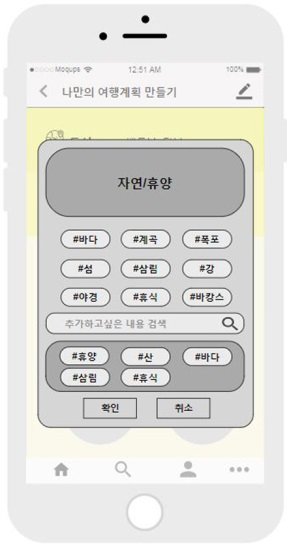 Moqups 12:51 AM 100%
나만의 여행계획 만들기
자연/휴양
#바다 #계곡 #폭포
#섬 #삼림 #강
#야경 #휴식 #바캉스
추가하고싶은 내용 검색
#휴양 #산 #바다
#삼림 #휴식
확인 취소